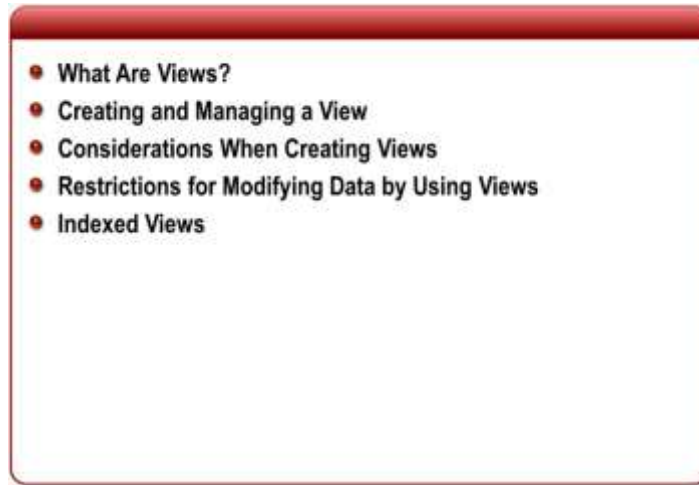 What Are Views?
Creating and Managing a View
Considerations When Creating Views
Restrictions for Modifying Data by Using Views
Indexed Views